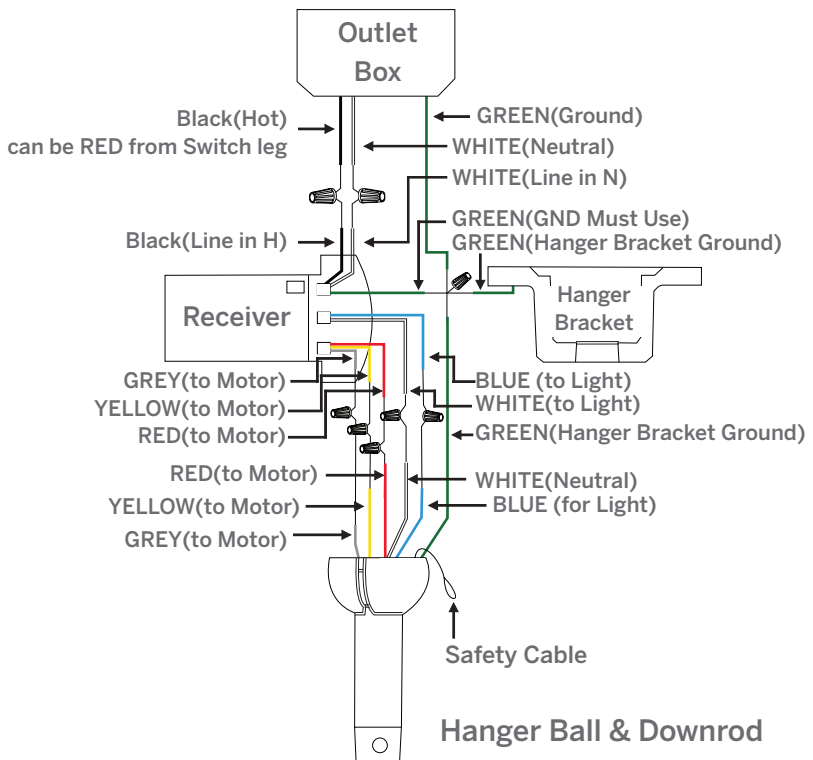 Outlet
Box
Black(Hot)
can be RED from Switch leg
GREEN(Ground)
WHITE(Neutral)
WHITE(Line in N)
Black(Line in H)
GREEN(GND Must Use)
GREEN(Hanger Bracket Ground)
Receiver
Hanger
Bracket
GREY(to Motor)
YELLOW(to Motor)
RED(to Motor)
BLUE (to Light)
WHITE(to Light)
GREEN(Hanger Bracket Ground)
RED(to Motor)
YELLOW(to Motor)
GREY(to Motor)
WHITE(Neutral)
BLUE (for Light)
Safety Cable
Hanger Ball & Downrod